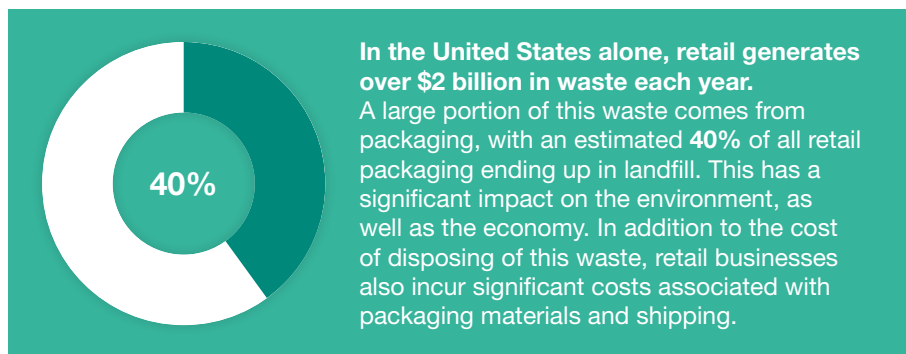 40%
In the United States alone, retail generates
over $2 billion in waste each year.
A large portion of this waste comes from
packaging, with an estimated 40% of all retail
packaging ending up in landfill. This has a
significant impact on the environment, as
well as the economy. In addition to the cost
of disposing of this waste, retail businesses
also incur significant costs associated with
packaging materials and shipping.